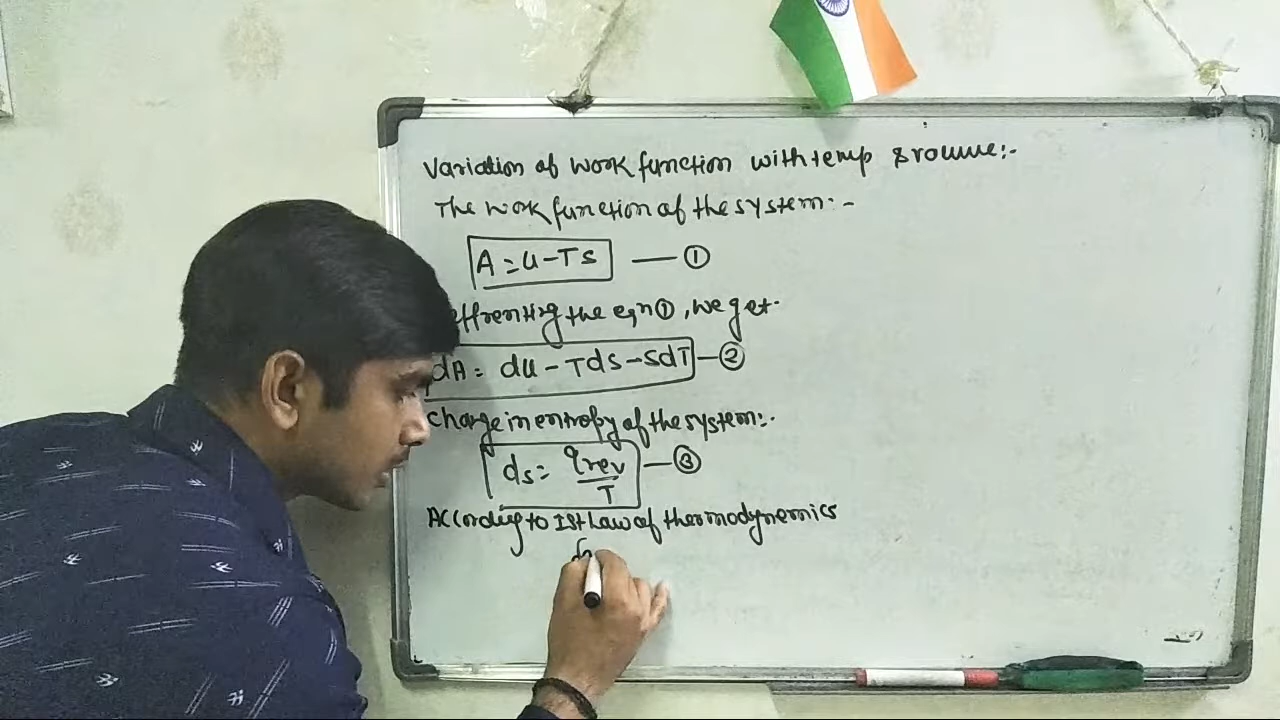 Variation of work function with temp & volume:-
The work function of the system:-
A = U - TS — ①
effrenting the eqn ①, we get.
dA = dU - TdS - SdT — ②
Change in entropy of the system:-
ds = qrev/T — ③
According to Ist Law of thermodynemics